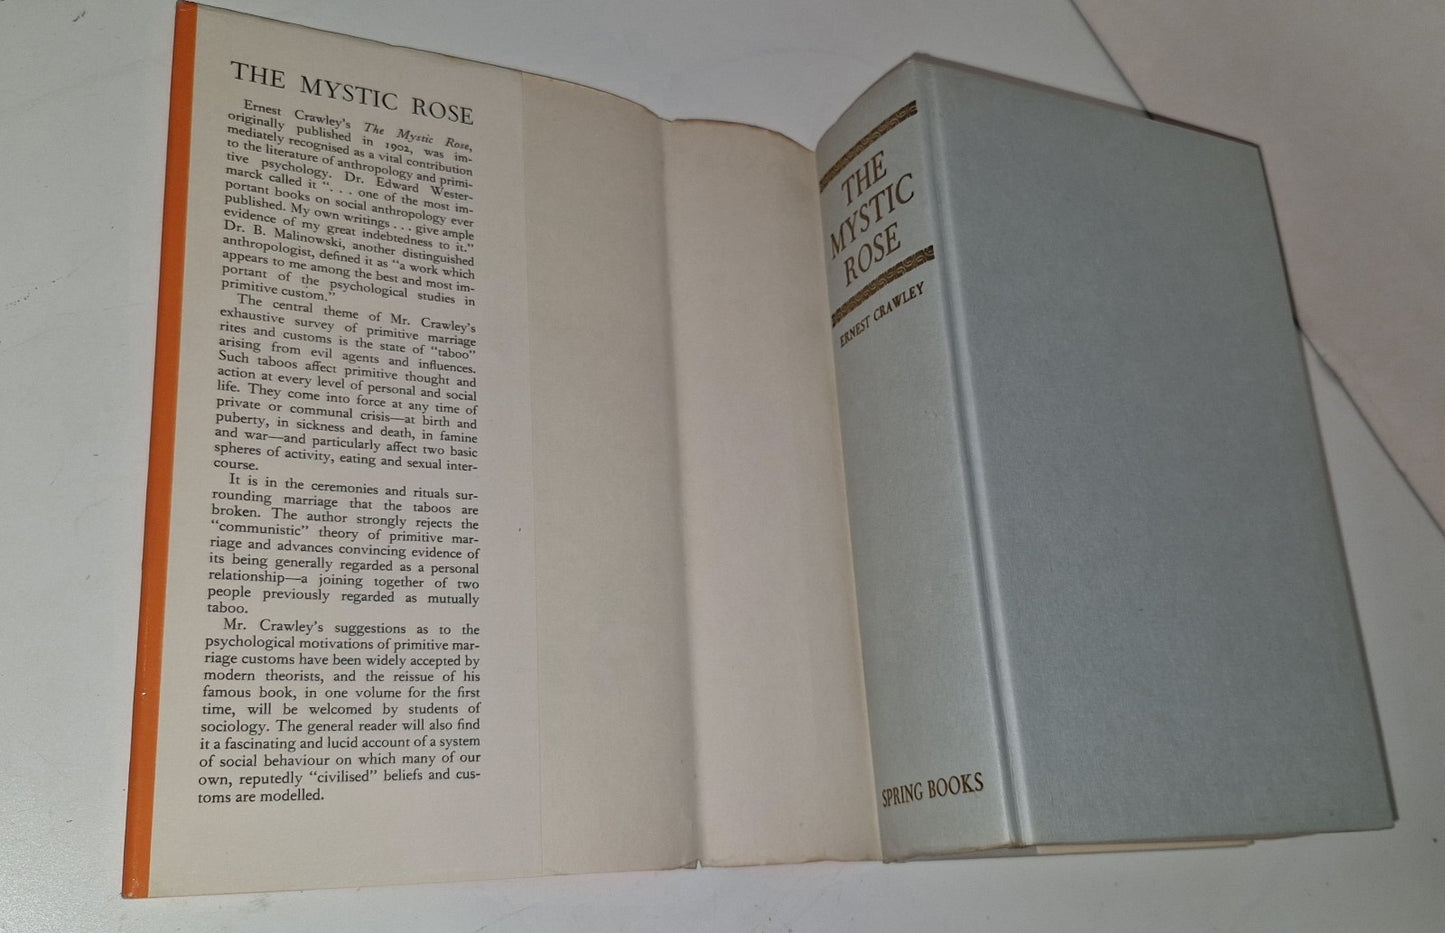 THE MYSTIC ROSE
Ernest Crawley's The Mystic Rose,
originally published in 1902, was im-
mediately recognised as a vital contribution
to the literature of anthropology and primi-
tive psychology. Dr. Edward Wester-
marck called it ". . . one of the most im-
portant books on social anthropology ever
published. My own writings . . . give ample
evidence of my great indebtedness to it."
Dr. B. Malinowski, another distinguished
anthropologist, defined it as "a work which
appears to me among the best and most im-
portant of the psychological studies in
primitive custom."
The central theme of Mr. Crawley's
exhaustive survey of primitive marriage
rites and customs is the state of "taboo"
arising from evil agents and influences.
Such taboos affect primitive thought and
action at every level of personal and social
life. They come into force at any time of
private or communal crisis—at birth and
puberty, in sickness and death, in famine
and war—and particularly affect two basic
spheres of activity, eating and sexual inter-
course.
It is in the ceremonies and rituals sur-
rounding marriage that the taboos are
broken. The author strongly rejects the
"communistic" theory of primitive mar-
riage and advances convincing evidence of
its being generally regarded as a personal
relationship—a joining together of two
people previously regarded as mutually
taboo.
Mr. Crawley's suggestions as to the
psychological motivations of primitive mar-
riage customs have been widely accepted by
modern theorists, and the reissue of his
famous book, in one volume for the first
time, will be welcomed by students of
sociology. The general reader will also find
it a fascinating and lucid account of a system
of social behaviour on which many of our
own, reputedly "civilised" beliefs and cus-
toms are modelled.
THE
MYSTIC
ROSE
ERNEST CRAWLEY
SPRING BOOKS